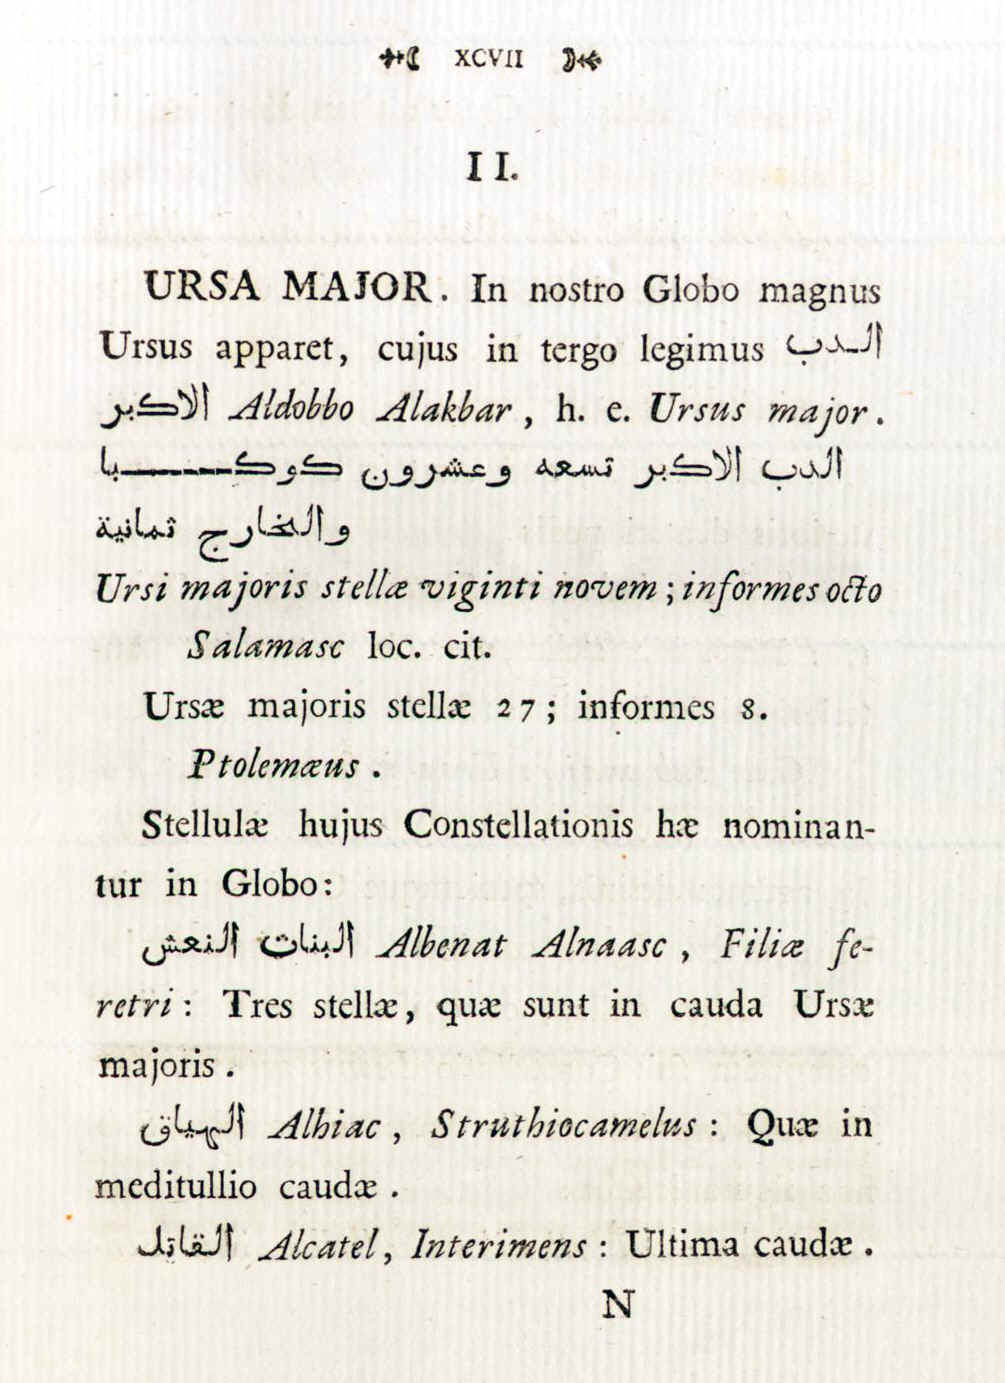 XCVII
II.
URSA MAJOR. In nostro Globo magnus
Ursus apparet, cujus in tergo legimus الدب
الاكبر Aldobbo Alakbar, h. e. Ursus major.
الدب الاكبر تسعه وعشرون كوكبا
والخارج ثمانية
Ursi majoris stellæ viginti novem; informes octo
Salamasc loc. cit.
Ursæ majoris stellæ 27; informes 8.
Ptolemæus.
Stellulæ hujus Constellationis hæ nominan-
tur in Globo:
البنات النعش Albenat Alnaasc, Filiæ fe-
retri: Tres stellæ, quæ sunt in cauda Ursæ
majoris.
الهياق Alhiac, Struthiocamelus: Quæ in
meditullio caudæ.
القاتل Alcatel, Interimens: Ultima caudæ.
N